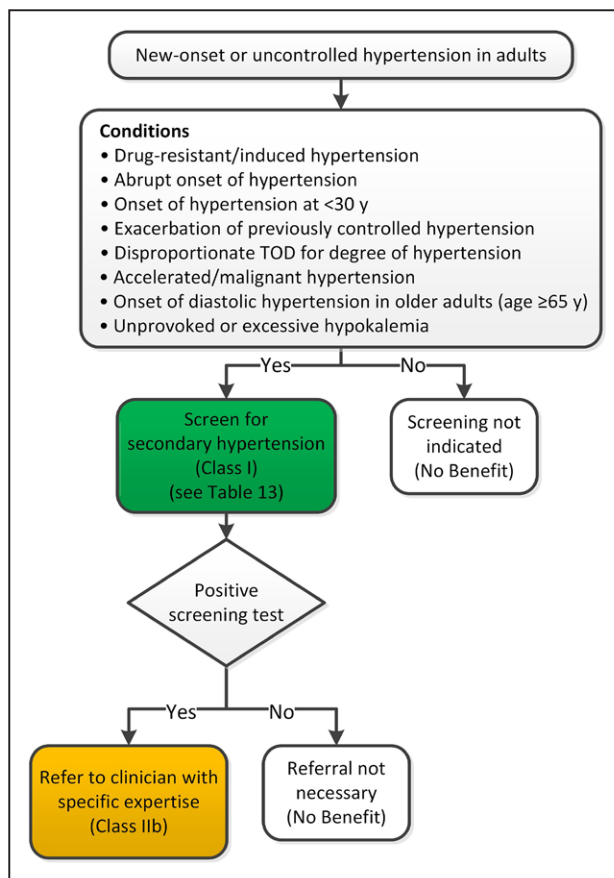 New-onset or uncontrolled hypertension in adults
Conditions
• Drug-resistant/induced hypertension
• Abrupt onset of hypertension
• Onset of hypertension at <30 y
• Exacerbation of previously controlled hypertension
• Disproportionate TOD for degree of hypertension
• Accelerated/malignant hypertension
• Onset of diastolic hypertension in older adults (age ≥65 y)
• Unprovoked or excessive hypokalemia
Yes
No
Screen for
secondary hypertension
(Class I)
(see Table 13)
Screening not
indicated
(No Benefit)
Positive
screening test
Yes
No
Refer to clinician with
specific expertise
(Class IIb)
Referral not
necessary
(No Benefit)